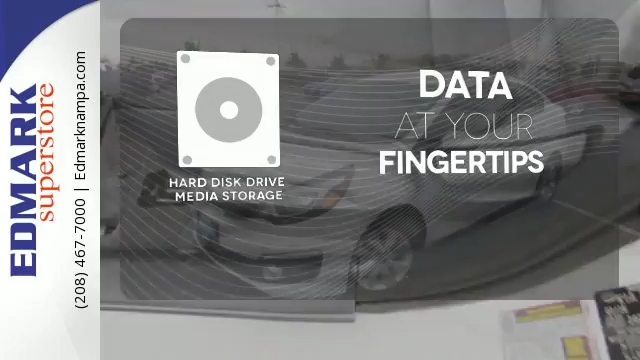 EDMARK
superstore
(208) 467-7000 | Edmarknampa.com
HARD DISK DRIVE
MEDIA STORAGE
DATA
AT YOUR
FINGERTIPS